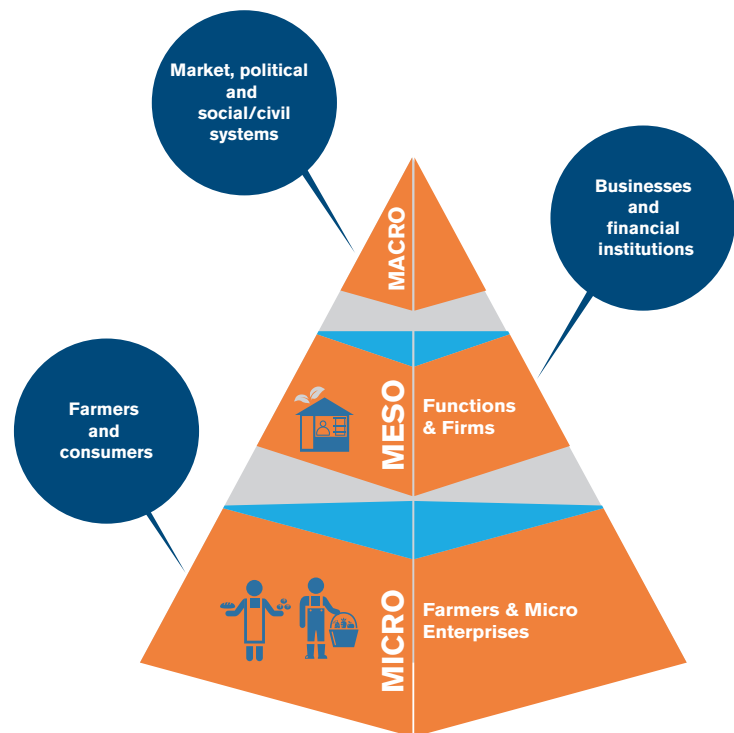 Market, political
and
social/civil
systems
Businesses
and
financial
institutions
MACRO
Farmers
and
consumers
MESO
Functions
& Firms
MICRO
Farmers & Micro
Enterprises